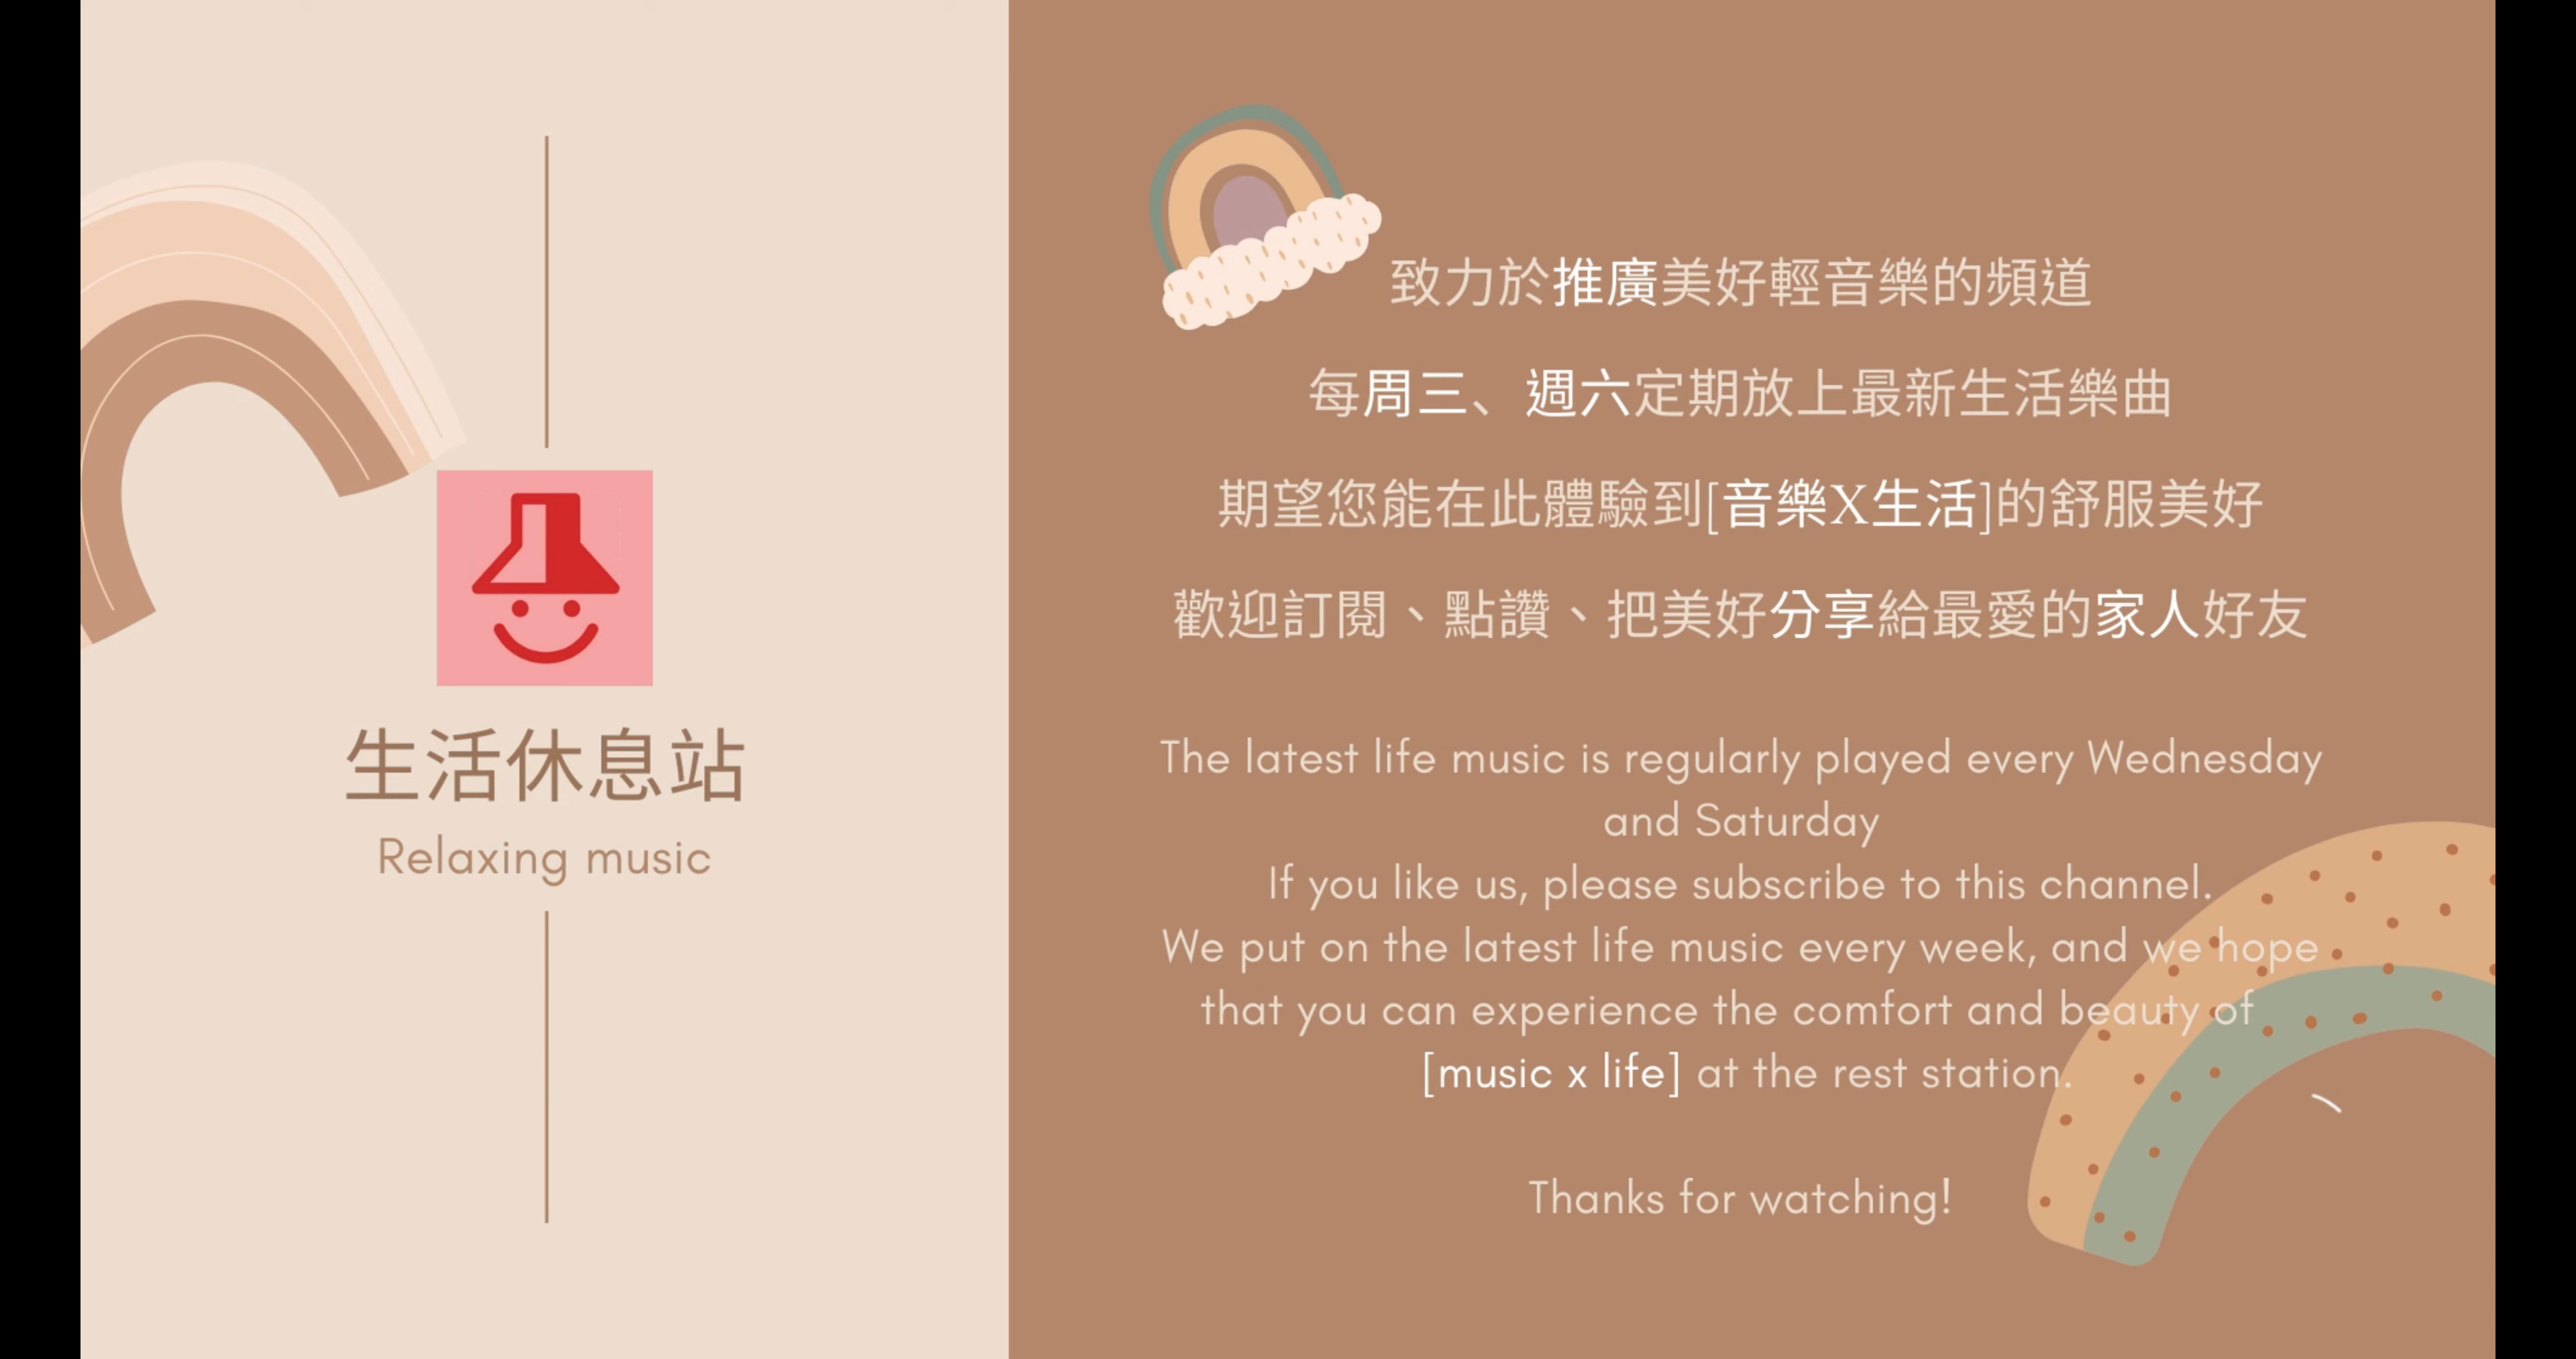 生活休息站
Relaxing music
致力於推廣美好輕音樂的頻道
每周三、週六定期放上最新生活樂曲
期望您能在此體驗到[音樂X生活]的舒服美好
歡迎訂閱、點讚、把美好分享給最愛的家人好友
The latest life music is regularly played every Wednesday
and Saturday
If you like us, please subscribe to this channel.
We put on the latest life music every week, and we hope
that you can experience the comfort and beauty of
[music x life] at the rest station.
Thanks for watching!